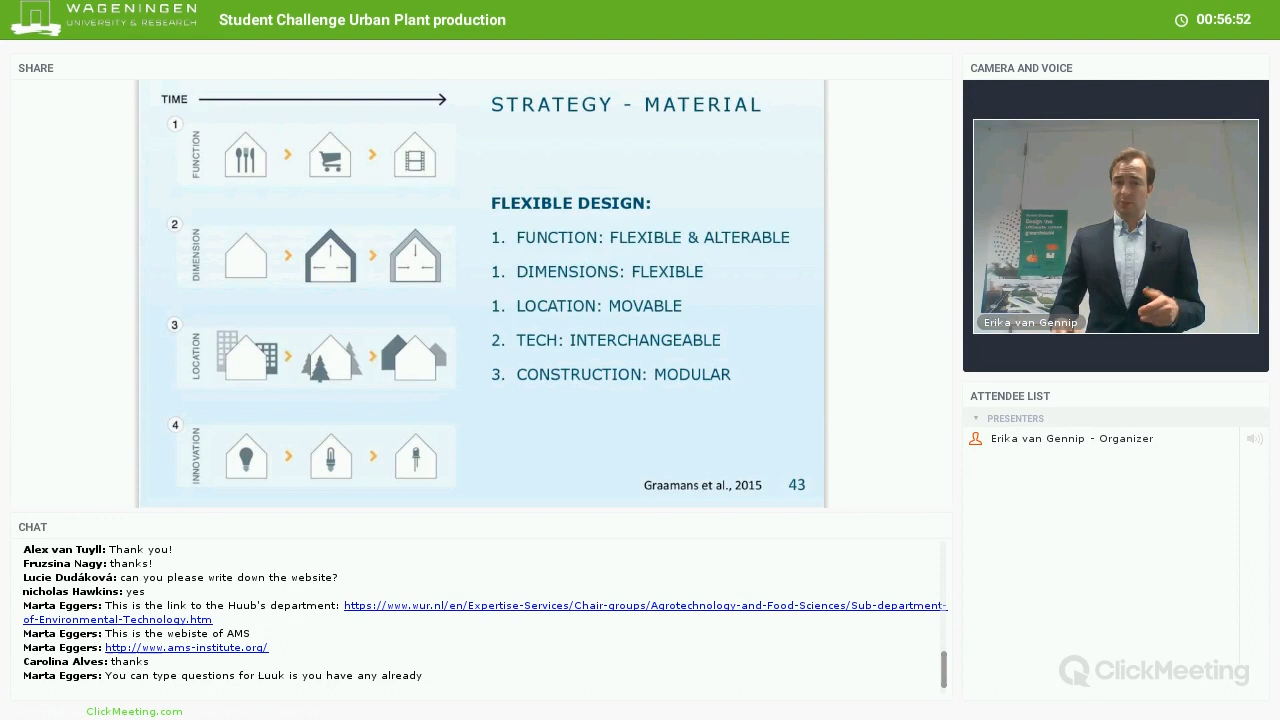 WAGENINGEN
UNIVERSITY & RESEARCH
Student Challenge Urban Plant production
00:56:52
SHARE
TIME
STRATEGY - MATERIAL
1
FUNCTION
2
DIMENSION
3
LOCATION
4
INNOVATION
FLEXIBLE DESIGN:
1. FUNCTION: FLEXIBLE & ALTERABLE
1. DIMENSIONS: FLEXIBLE
1. LOCATION: MOVABLE
2. TECH: INTERCHANGEABLE
3. CONSTRUCTION: MODULAR
Graamans et al., 2015 43
CAMERA AND VOICE
Design the
ultimate urban
greenhouse
Erika van Gennip
ATTENDEE LIST
PRESENTERS
Erika van Gennip - Organizer
CHAT
Alex van Tuyll: Thank you!
Fruzsina Nagy: thanks!
Lucie Dudáková: can you please write down the website?
nicholas Hawkins: yes
Marta Eggers: This is the link to the Huub's department: https://www.wur.nl/en/Expertise-Services/Chair-groups/Agrotechnology-and-Food-Sciences/Sub-department-
of-Environmental-Technology.htm
Marta Eggers: This is the webiste of AMS
Marta Eggers: http://www.ams-institute.org/
Carolina Alves: thanks
Marta Eggers: You can type questions for Luuk is you have any already
ClickMeeting
ClickMeeting.com